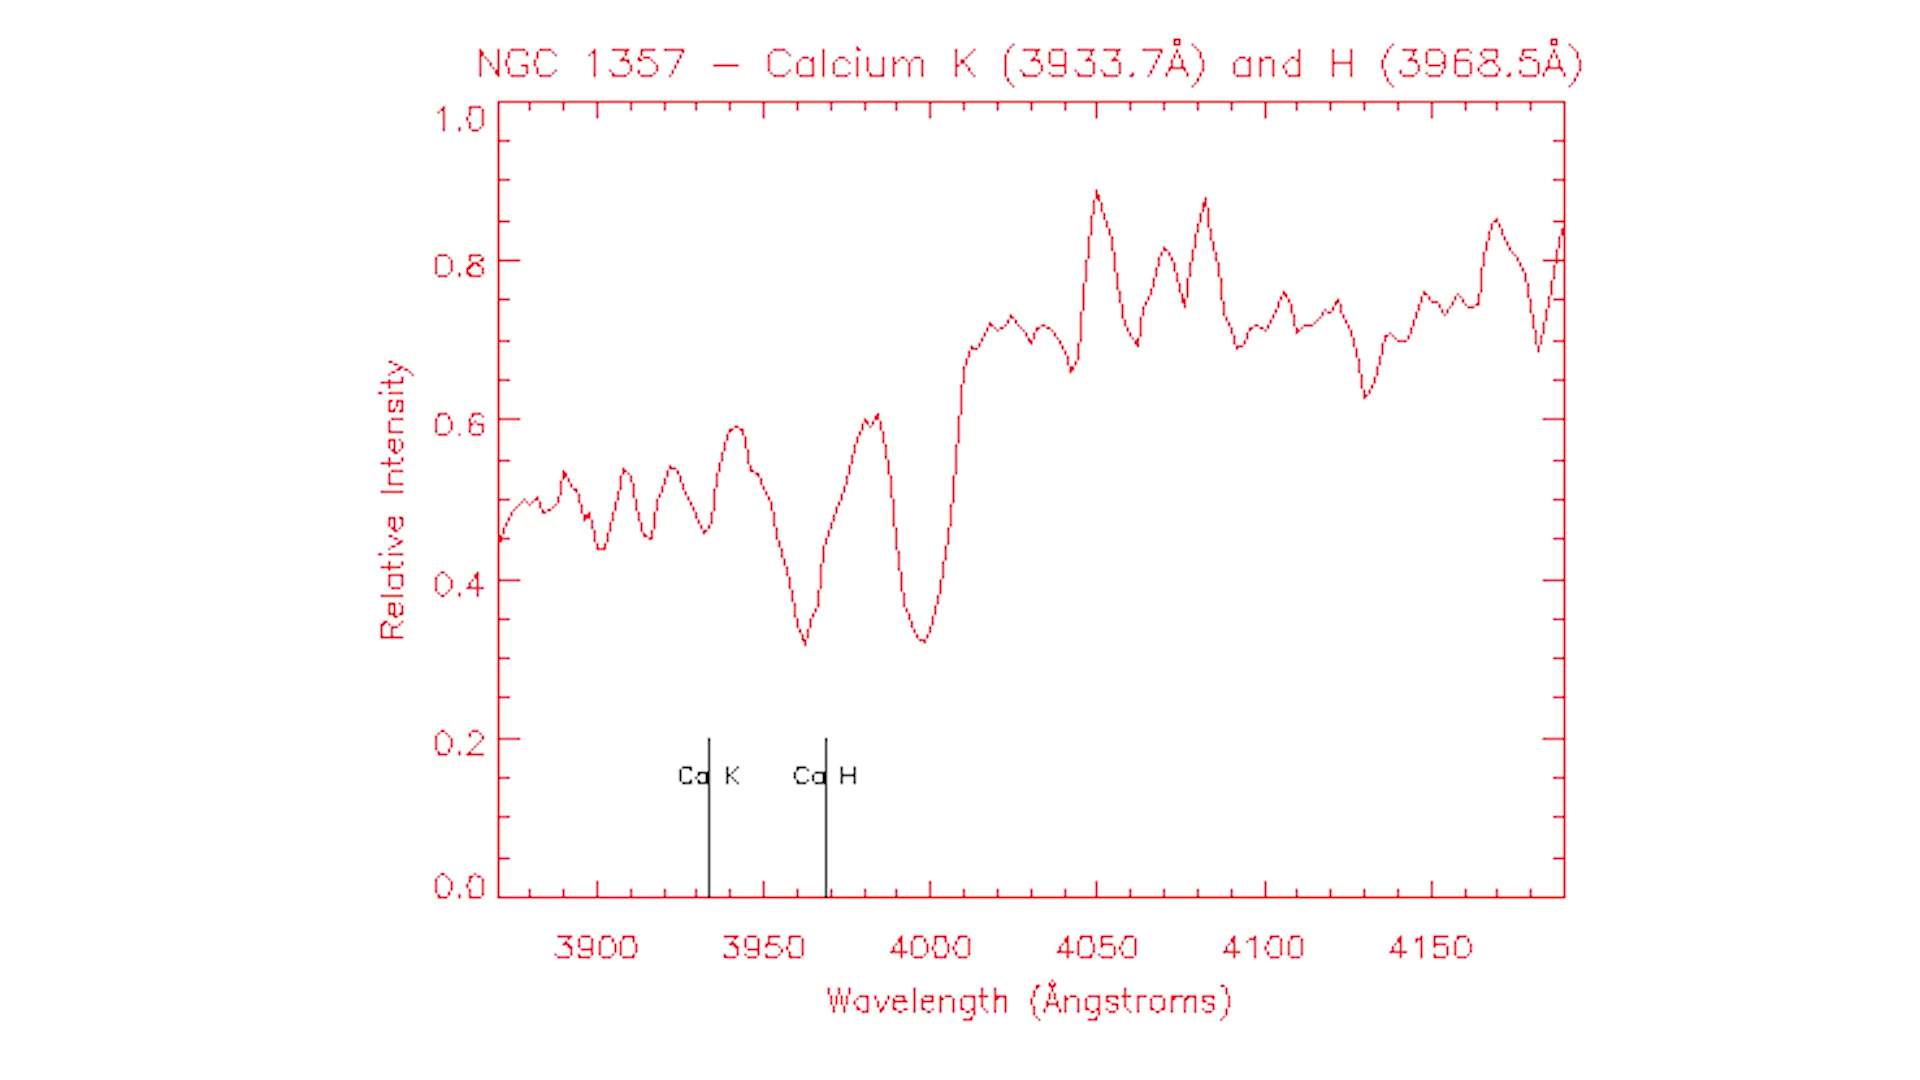 NGC 1357 – Calcium K (3933.7Å) and H (3968.5Å)
1.0
0.8
0.6
0.4
0.2
0.0
Relative Intensity
Ca K
Ca H
3900 3950 4000 4050 4100 4150
Wavelength (Ångstroms)